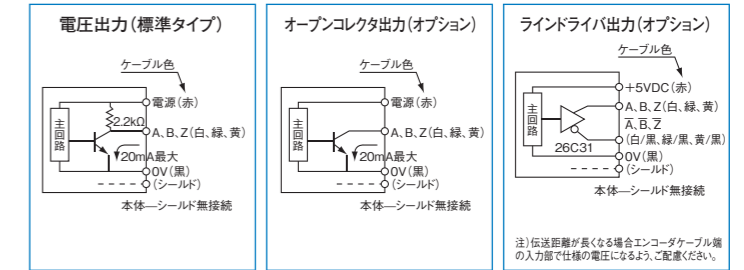 電圧出力(標準タイプ)
ケーブル色
電源(赤)
2.2kΩ
主回路
A、B、Z(白、緑、黄)
20mA最大
0V(黒)
(シールド)
本体―シールド無接続
オープンコレクタ出力(オプション)
ケーブル色
電源(赤)
主回路
A、B、Z(白、緑、黄)
20mA最大
0V(黒)
(シールド)
本体―シールド無接続
ラインドライバ出力(オプション)
ケーブル色
+5VDC(赤)
主回路
A、B、Z(白、緑、黄)
A̅、B̅、Z̅
(白/黒、緑/黒、黄/黒)
26C31
0V(黒)
(シールド)
本体―シールド無接続
注)伝送距離が長くなる場合エンコーダケーブル端
の入力部で仕様の電圧になるよう、ご配慮ください。